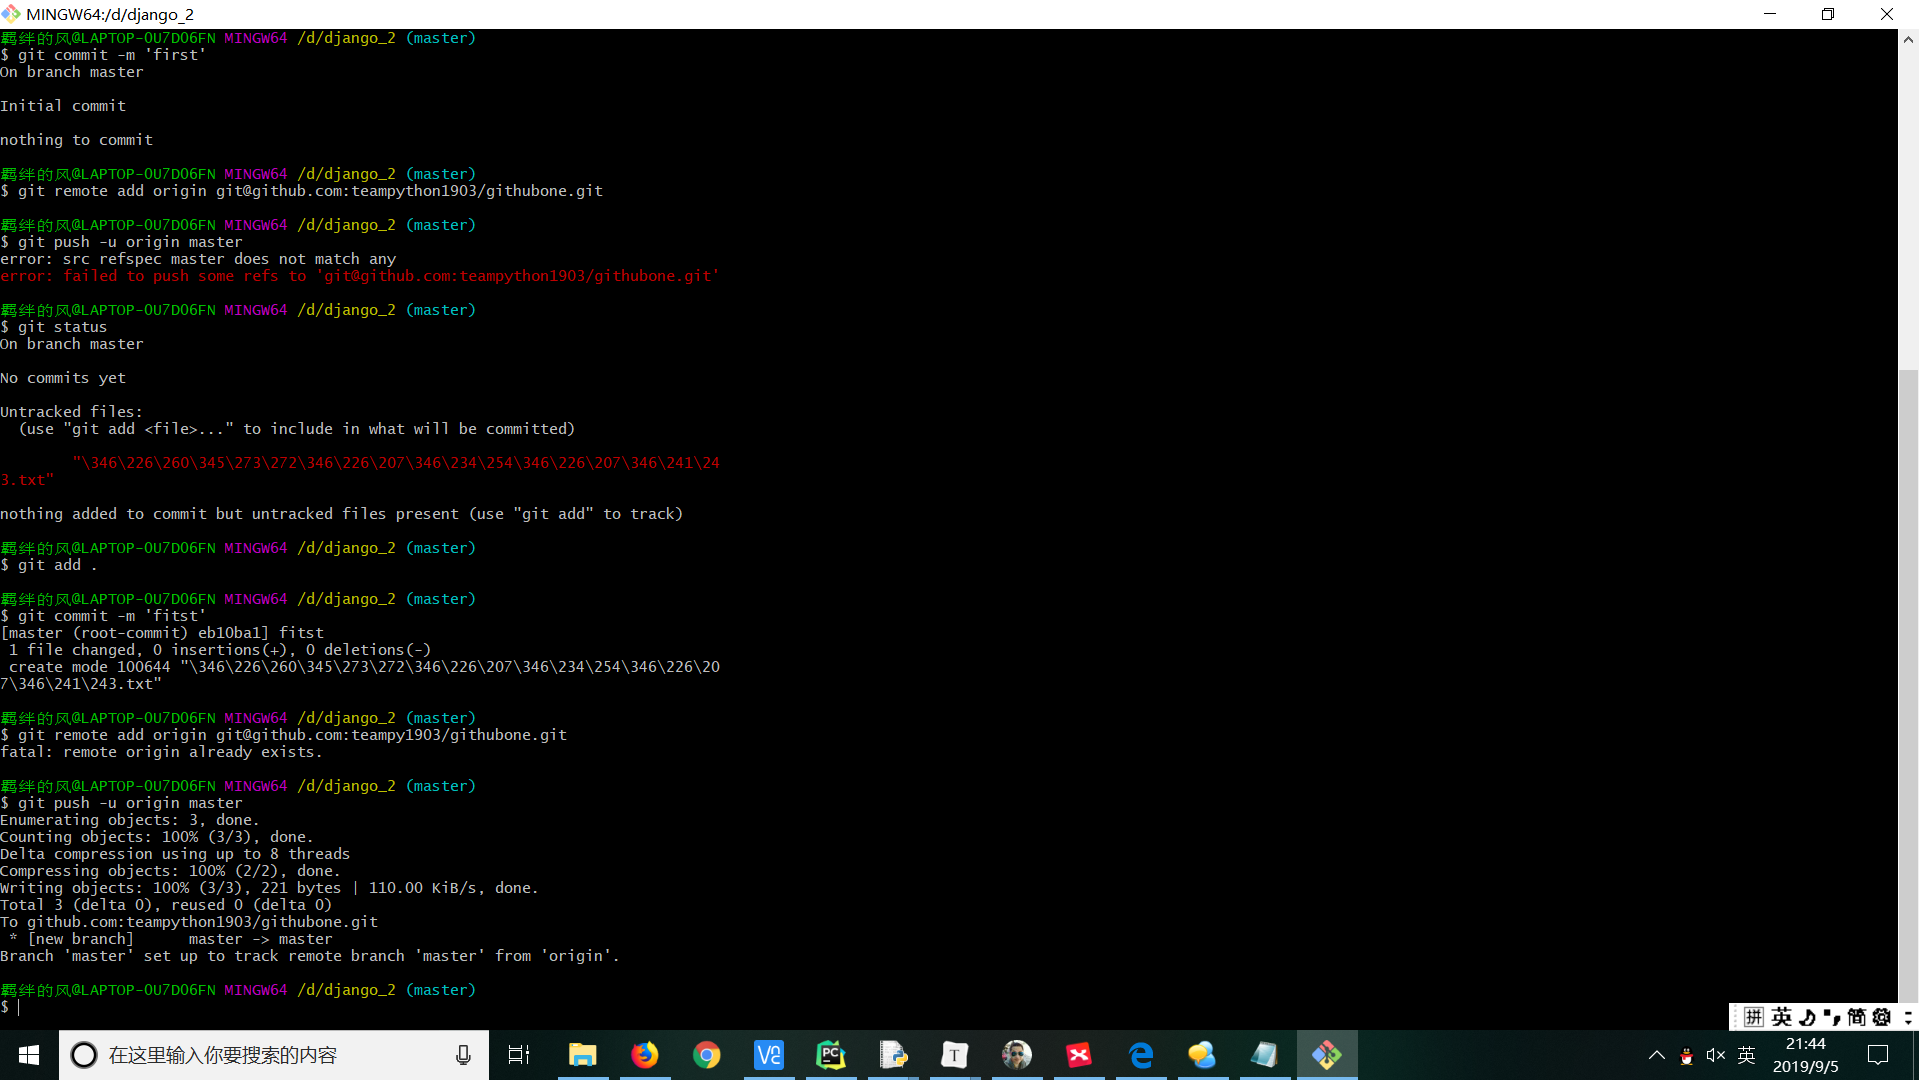 MINGW64:/d/django_2
羁绊的风@LAPTOP-0U7D06FN MINGW64 /d/django_2 (master)
$ git commit -m 'first'
On branch master
Initial commit
nothing to commit
羁绊的风@LAPTOP-0U7D06FN MINGW64 /d/django_2 (master)
$ git remote add origin git@github.com:teampython1903/githubone.git
羁绊的风@LAPTOP-0U7D06FN MINGW64 /d/django_2 (master)
$ git push -u origin master
error: src refspec master does not match any
error: failed to push some refs to 'git@github.com:teampython1903/githubone.git'
羁绊的风@LAPTOP-0U7D06FN MINGW64 /d/django_2 (master)
$ git status
On branch master
No commits yet
Untracked files:
(use "git add <file>..." to include in what will be committed)
"\346\226\260\345\273\272\346\226\207\346\234\254\346\226\207\346\241\24
3.txt"
nothing added to commit but untracked files present (use "git add" to track)
羁绊的风@LAPTOP-0U7D06FN MINGW64 /d/django_2 (master)
$ git add .
羁绊的风@LAPTOP-0U7D06FN MINGW64 /d/django_2 (master)
$ git commit -m 'fitst'
[master (root-commit) eb10ba1] fitst
1 file changed, 0 insertions(+), 0 deletions(-)
create mode 100644 "\346\226\260\345\273\272\346\226\207\346\234\254\346\226\20
7\346\241\243.txt"
羁绊的风@LAPTOP-0U7D06FN MINGW64 /d/django_2 (master)
$ git remote add origin git@github.com:teampy1903/githubone.git
fatal: remote origin already exists.
羁绊的风@LAPTOP-0U7D06FN MINGW64 /d/django_2 (master)
$ git push -u origin master
Enumerating objects: 3, done.
Counting objects: 100% (3/3), done.
Delta compression using up to 8 threads
Compressing objects: 100% (2/2), done.
Writing objects: 100% (3/3), 221 bytes | 110.00 KiB/s, done.
Total 3 (delta 0), reused 0 (delta 0)
To github.com:teampython1903/githubone.git
* [new branch]      master -> master
Branch 'master' set up to track remote branch 'master' from 'origin'.
羁绊的风@LAPTOP-0U7D06FN MINGW64 /d/django_2 (master)
$
拼 英 简
在这里输入你要搜索的内容
PC
T
英
21:44
2019/9/5